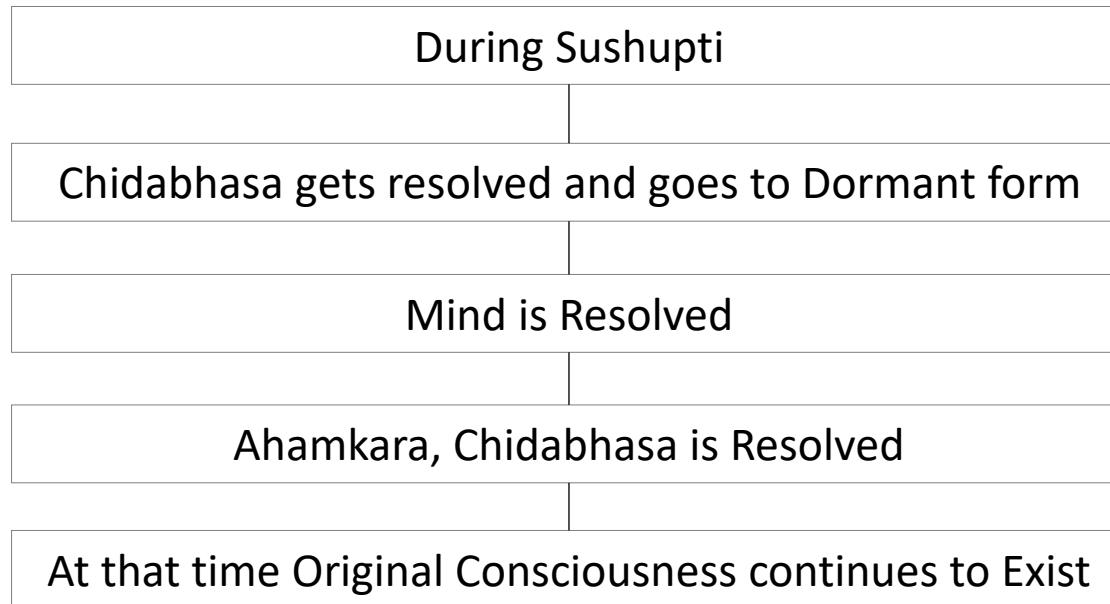 During Sushupti
Chidabhasa gets resolved and goes to Dormant form
Mind is Resolved
Ahamkara, Chidabhasa is Resolved
At that time Original Consciousness continues to Exist